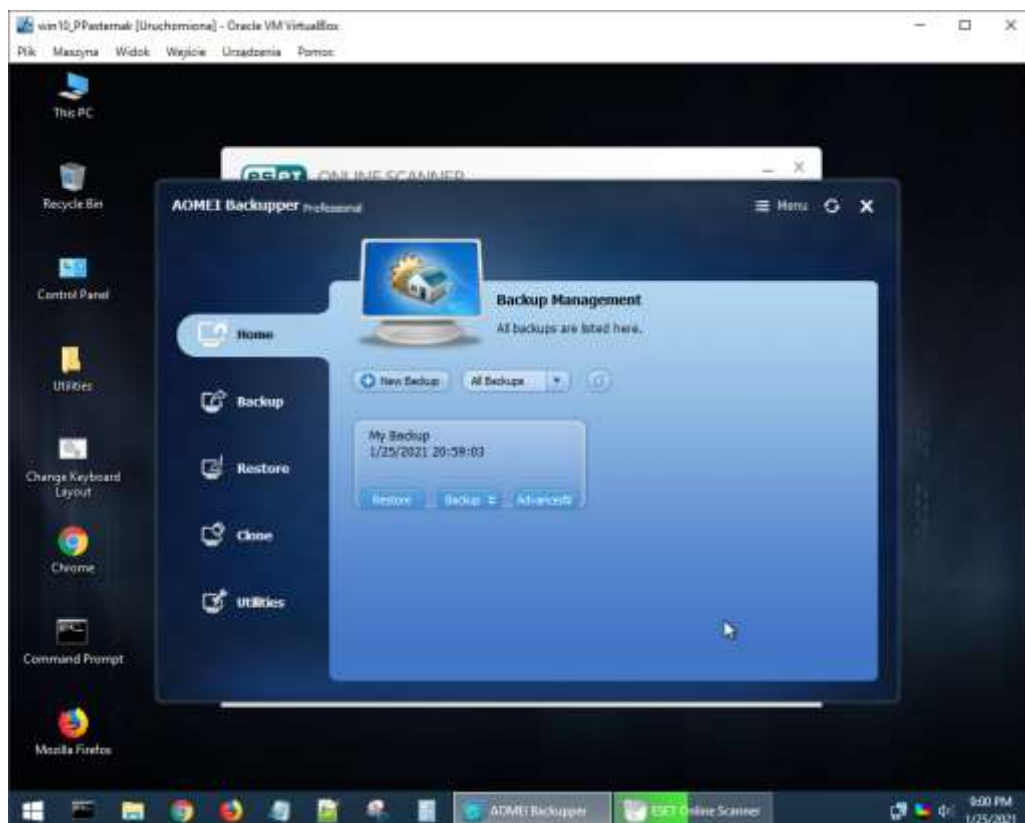 win10_PPasternak [Uruchomiona] - Oracle VM VirtualBox
Plik Maszyna Widok Wejście Urządzenia Pomoc
This PC
Recycle Bin
Control Panel
Utilities
Change Keyboard
Layout
Chrome
Command Prompt
Mozilla Firefox
eset ONLINE SCANNER
AOMEI Backupper Professional
Menu
Home
Backup
Restore
Clone
Utilities
Backup Management
All backups are listed here.
New Backup
All Backups
My Backup
1/25/2021 20:59:03
Restore
Backup
Advanced
AOMEI Backupper
ESET Online Scanner
9:00 PM
1/25/2021